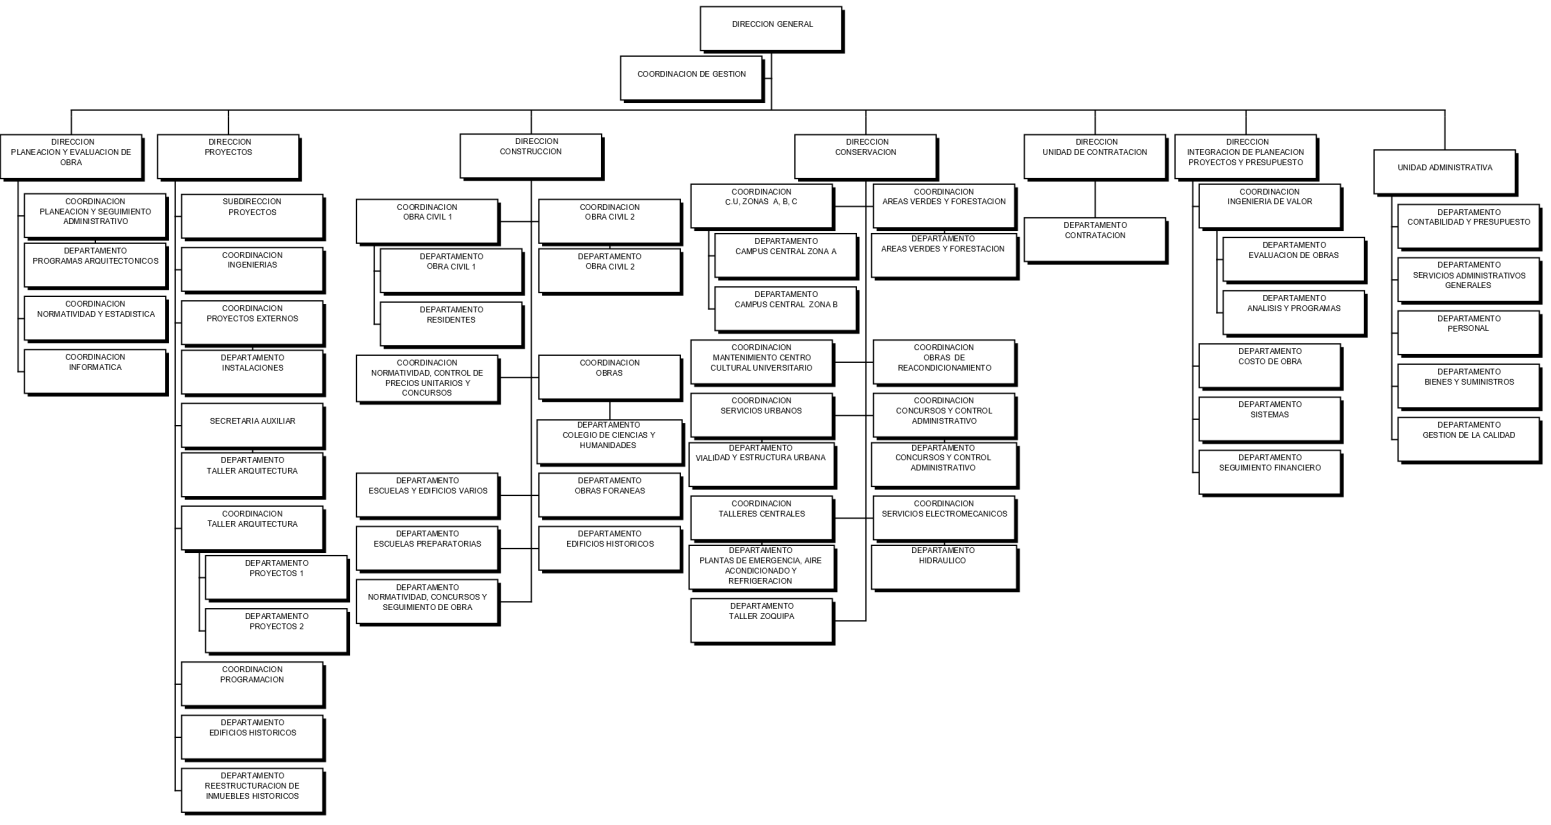 DIRECCION GENERAL
COORDINACION DE GESTION
DIRECCION
PLANEACION Y EVALUACION DE
OBRA
COORDINACION
PLANEACION Y SEGUIMIENTO
ADMINISTRATIVO
DEPARTAMENTO
PROGRAMAS ARQUITECTONICOS
COORDINACION
NORMATIVIDAD Y ESTADISTICA
COORDINACION
INFORMATICA
DIRECCION
PROYECTOS
SUBDIRECCION
PROYECTOS
COORDINACION
INGENIERIAS
COORDINACION
PROYECTOS EXTERNOS
DEPARTAMENTO
INSTALACIONES
SECRETARIA AUXILIAR
DEPARTAMENTO
TALLER ARQUITECTURA
COORDINACION
TALLER ARQUITECTURA
DEPARTAMENTO
PROYECTOS 1
DEPARTAMENTO
PROYECTOS 2
COORDINACION
PROGRAMACION
DEPARTAMENTO
EDIFICIOS HISTORICOS
DEPARTAMENTO
REESTRUCTURACION DE
INMUEBLES HISTORICOS
DIRECCION
CONSTRUCCION
COORDINACION
OBRA CIVIL 1
DEPARTAMENTO
OBRA CIVIL 1
DEPARTAMENTO
RESIDENTES
COORDINACION
OBRA CIVIL 2
DEPARTAMENTO
OBRA CIVIL 2
COORDINACION
NORMATIVIDAD, CONTROL DE
PRECIOS UNITARIOS Y
CONCURSOS
COORDINACION
OBRAS
DEPARTAMENTO
COLEGIO DE CIENCIAS Y
HUMANIDADES
DEPARTAMENTO
ESCUELAS Y EDIFICIOS VARIOS
DEPARTAMENTO
OBRAS FORANEAS
DEPARTAMENTO
ESCUELAS PREPARATORIAS
DEPARTAMENTO
EDIFICIOS HISTORICOS
DEPARTAMENTO
NORMATIVIDAD, CONCURSOS Y
SEGUIMIENTO DE OBRA
DIRECCION
CONSERVACION
COORDINACION
C.U, ZONAS A, B, C
DEPARTAMENTO
CAMPUS CENTRAL ZONA A
DEPARTAMENTO
CAMPUS CENTRAL ZONA B
COORDINACION
AREAS VERDES Y FORESTACION
DEPARTAMENTO
AREAS VERDES Y FORESTACION
COORDINACION
MANTENIMIENTO CENTRO
CULTURAL UNIVERSITARIO
COORDINACION
OBRAS DE
REACONDICIONAMIENTO
COORDINACION
SERVICIOS URBANOS
DEPARTAMENTO
VIALIDAD Y ESTRUCTURA URBANA
COORDINACION
CONCURSOS Y CONTROL
ADMINISTRATIVO
DEPARTAMENTO
CONCURSOS Y CONTROL
ADMINISTRATIVO
COORDINACION
TALLERES CENTRALES
DEPARTAMENTO
PLANTAS DE EMERGENCIA, AIRE
ACONDICIONADO Y
REFRIGERACION
COORDINACION
SERVICIOS ELECTROMECANICOS
DEPARTAMENTO
HIDRAULICO
DEPARTAMENTO
TALLER ZOQUIPA
DIRECCION
UNIDAD DE CONTRATACION
DEPARTAMENTO
CONTRATACION
DIRECCION
INTEGRACION DE PLANEACION
PROYECTOS Y PRESUPUESTO
COORDINACION
INGENIERIA DE VALOR
DEPARTAMENTO
EVALUACION DE OBRAS
DEPARTAMENTO
ANALISIS Y PROGRAMAS
DEPARTAMENTO
COSTO DE OBRA
DEPARTAMENTO
SISTEMAS
DEPARTAMENTO
SEGUIMIENTO FINANCIERO
UNIDAD ADMINISTRATIVA
DEPARTAMENTO
CONTABILIDAD Y PRESUPUESTO
DEPARTAMENTO
SERVICIOS ADMINISTRATIVOS
GENERALES
DEPARTAMENTO
PERSONAL
DEPARTAMENTO
BIENES Y SUMINISTROS
DEPARTAMENTO
GESTION DE LA CALIDAD